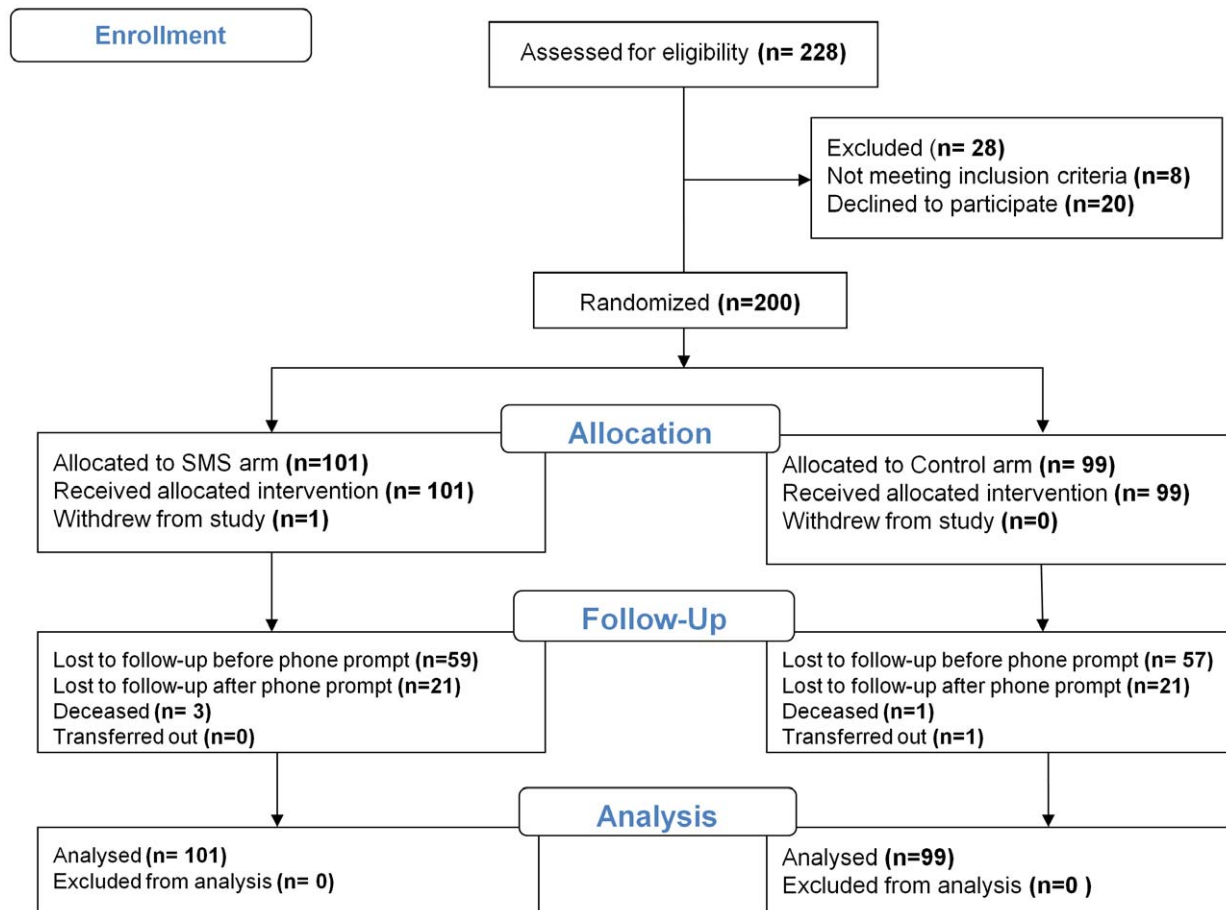 Enrollment
Assessed for eligibility (n= 228)
Excluded (n= 28)
Not meeting inclusion criteria (n=8)
Declined to participate (n=20)
Randomized (n=200)
Allocation
Allocated to SMS arm (n=101)
Received allocated intervention (n= 101)
Withdrew from study (n=1)
Allocated to Control arm (n= 99)
Received allocated intervention (n= 99)
Withdrew from study (n=0)
Follow-Up
Lost to follow-up before phone prompt (n=59)
Lost to follow-up after phone prompt (n=21)
Deceased (n= 3)
Transferred out (n=0)
Lost to follow-up before phone prompt (n= 57)
Lost to follow-up after phone prompt (n=21)
Deceased (n=1)
Transferred out (n=1)
Analysis
Analysed (n= 101)
Excluded from analysis (n= 0)
Analysed (n=99)
Excluded from analysis (n=0 )